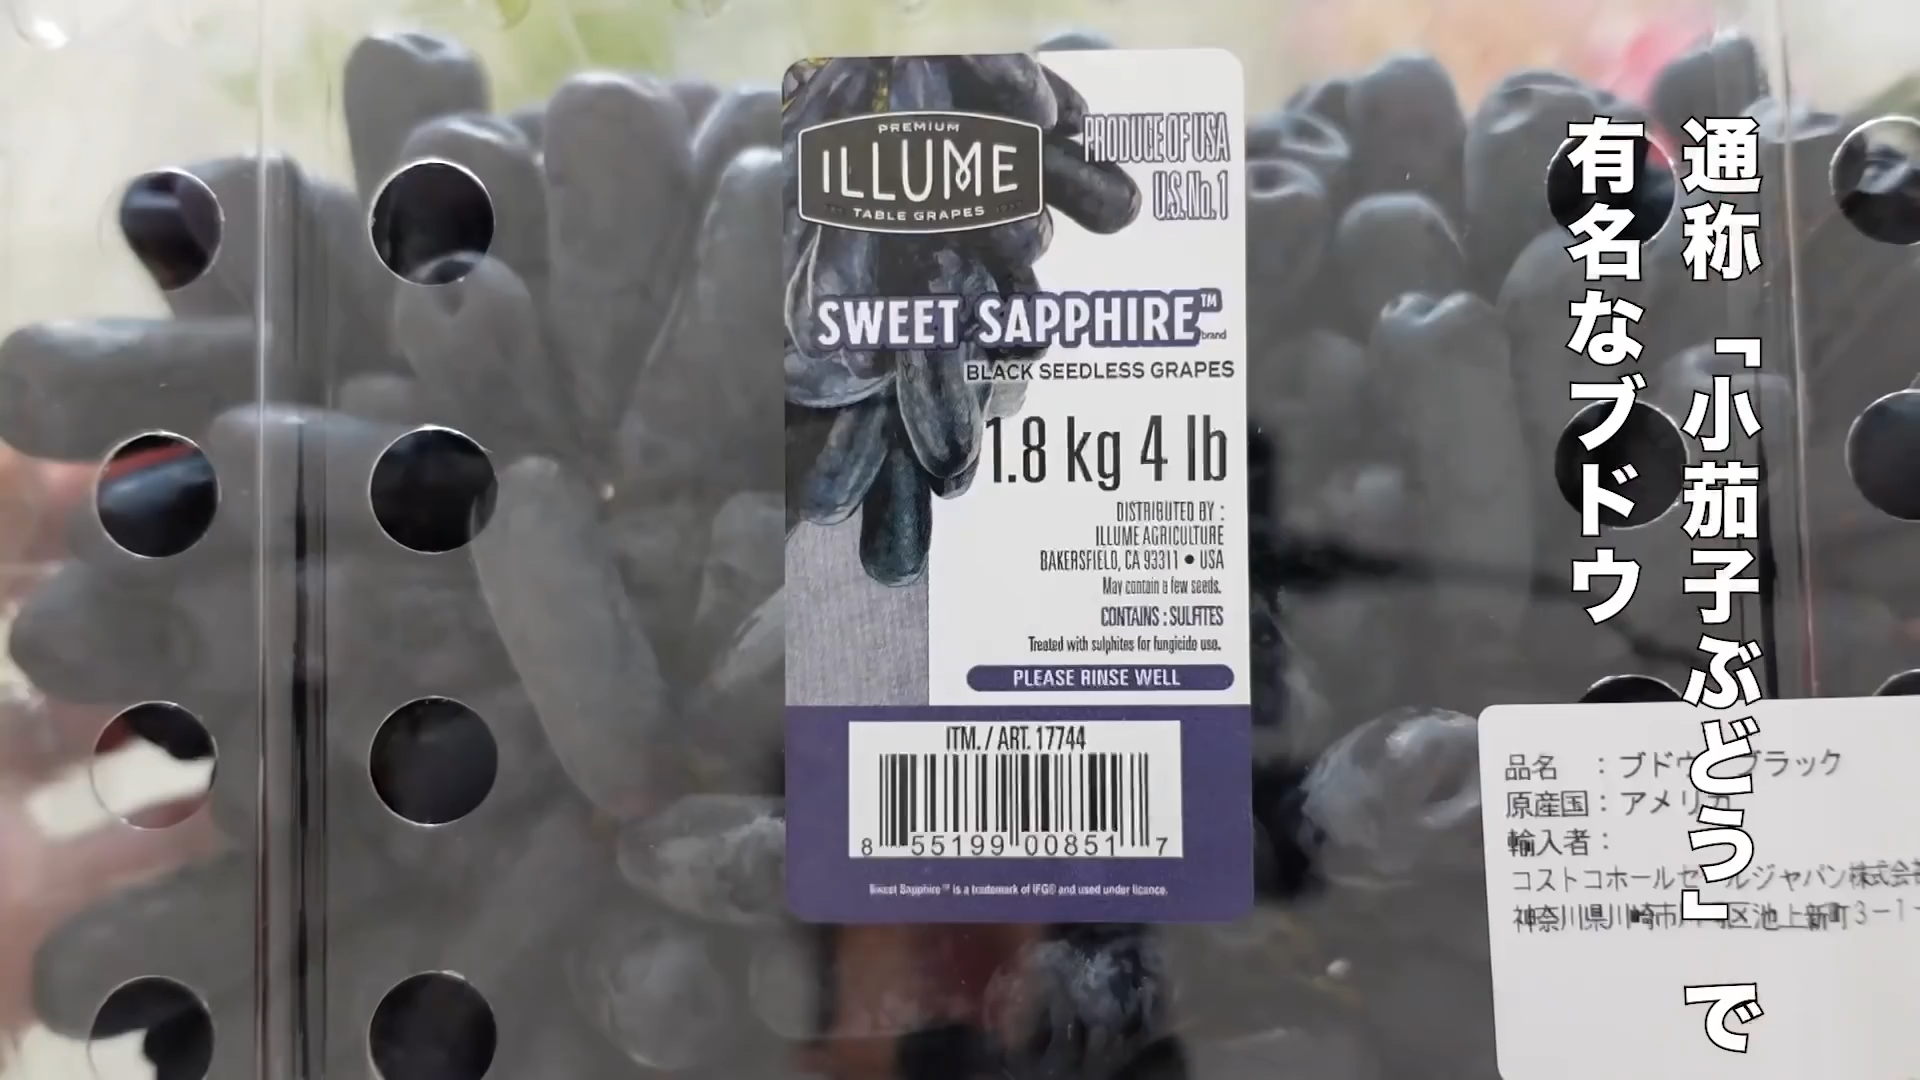 PREMIUM
ILLUME
TABLE GRAPES
PRODUCE OF USA
U.S. No. 1
SWEET SAPPHIRE™
brand
BLACK SEEDLESS GRAPES
1.8 kg 4 lb
DISTRIBUTED BY :
ILLUME AGRICULTURE
BAKERSFIELD, CA 93311 • USA
May contain a few seeds.
CONTAINS : SULFITES
Treated with sulphites for fungicide use.
PLEASE RINSE WELL
ITM. / ART. 17744
8 55199 00851 7
Sweet Sapphire™ is a trademark of IFG® and used under licence.
通称「小茄子ぶどう」で
有名なブドウ
品名 : ブドウ ブラック
原産国 : アメリカ
輸入者 :
コストコホールセールジャパン株式会社
神奈川県川崎市 区池上新町3-1-